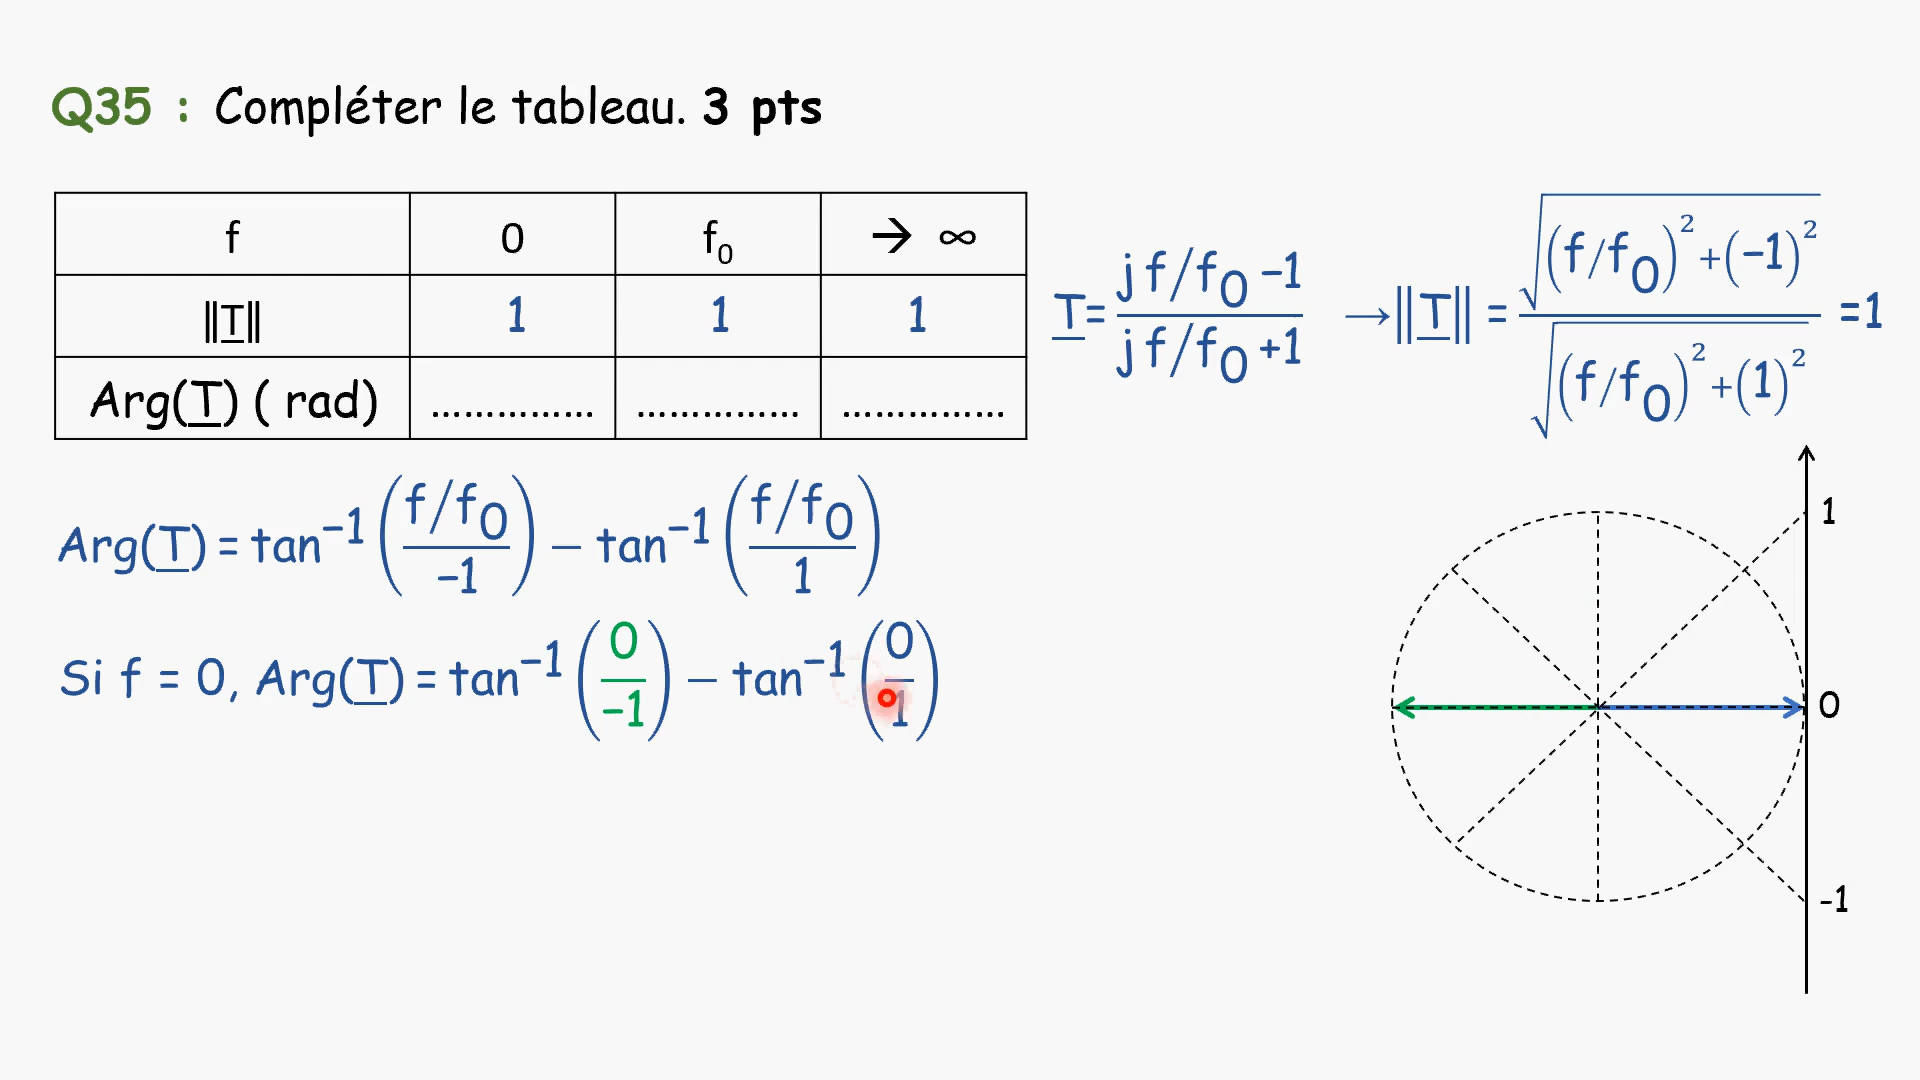 Q35 : Compléter le tableau. 3 pts
f 0 f₀ → ∞
‖T‖ 1 1 1
Arg(T) ( rad) ............... ............... ...............
T= (j f/f₀ −1)/(j f/f₀ +1) →‖T‖ = √((f/f₀)²+(−1)²)/√((f/f₀)²+(1)²) =1
Arg(T) = tan⁻¹((f/f₀)/−1) − tan⁻¹((f/f₀)/1)
Si f = 0, Arg(T) = tan⁻¹(0/−1) − tan⁻¹(0/1)
1
0
-1